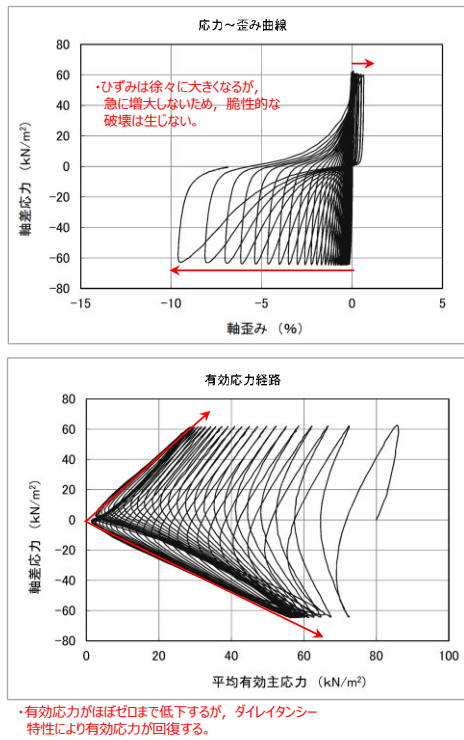 応力～歪み曲線
・ひずみは徐々に大きくなるが，
急に増大しないため，脆性的な
破壊は生じない。
80
60
40
20
0
-20
-40
-60
-80
軸差応力 (kN/m²)
-15
-10
-5
0
5
軸歪み (%)
有効応力経路
80
60
40
20
0
-20
-40
-60
-80
軸差応力 (kN/m²)
0
20
40
60
80
100
平均有効主応力 (kN/m²)
・有効応力がほぼゼロまで低下するが，ダイレイタンシー
特性により有効応力が回復する。